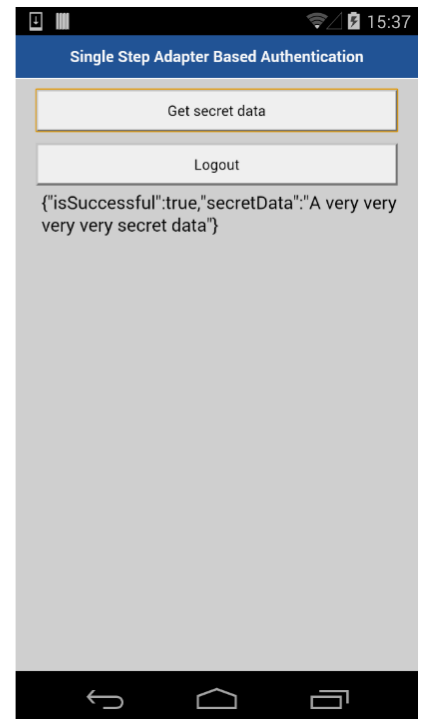 15:37
Single Step Adapter Based Authentication
Get secret data
Logout
{"isSuccessful":true,"secretData":"A very very
very very secret data"}